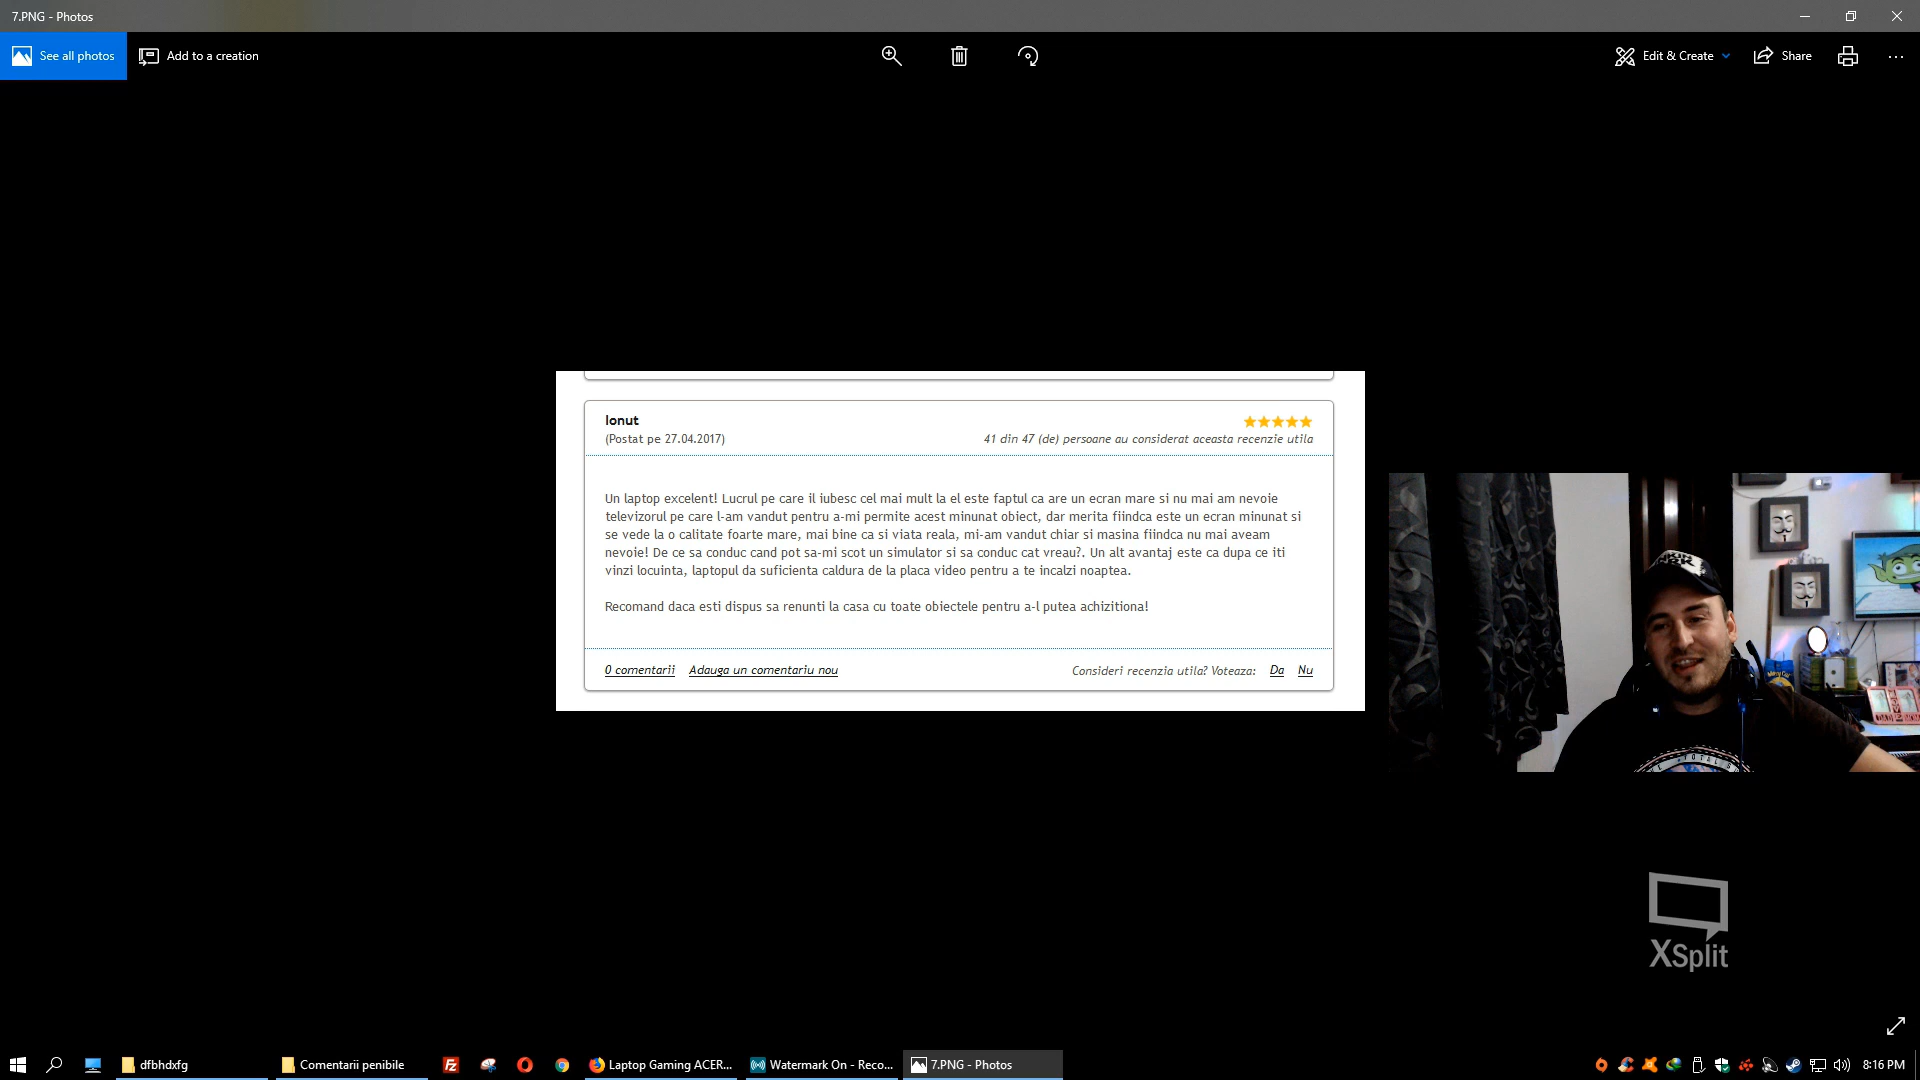 7.PNG - Photos
See all photos
Add to a creation
Edit & Create
Share
Ionut
(Postat pe 27.04.2017)
41 din 47 (de) persoane au considerat aceasta recenzie utila
Un laptop excelent! Lucrul pe care il iubesc cel mai mult la el este faptul ca are un ecran mare si nu mai am nevoie
televizorul pe care l-am vandut pentru a-mi permite acest minunat obiect, dar merita fiindca este un ecran minunat si
se vede la o calitate foarte mare, mai bine ca si viata reala, mi-am vandut chiar si masina fiindca nu mai aveam
nevoie! De ce sa conduc cand pot sa-mi scot un simulator si sa conduc cat vreau?. Un alt avantaj este ca dupa ce iti
vinzi locuinta, laptopul da suficienta caldura de la placa video pentru a te incalzi noaptea.
Recomand daca esti dispus sa renunti la casa cu toate obiectele pentru a-l putea achizitiona!
0 comentarii Adauga un comentariu nou
Consideri recenzia utila? Voteaza: Da Nu
XSplit
dfbhdxfg
Comentarii penibile
Laptop Gaming ACER...
Watermark On - Reco...
7.PNG - Photos
8:16 PM